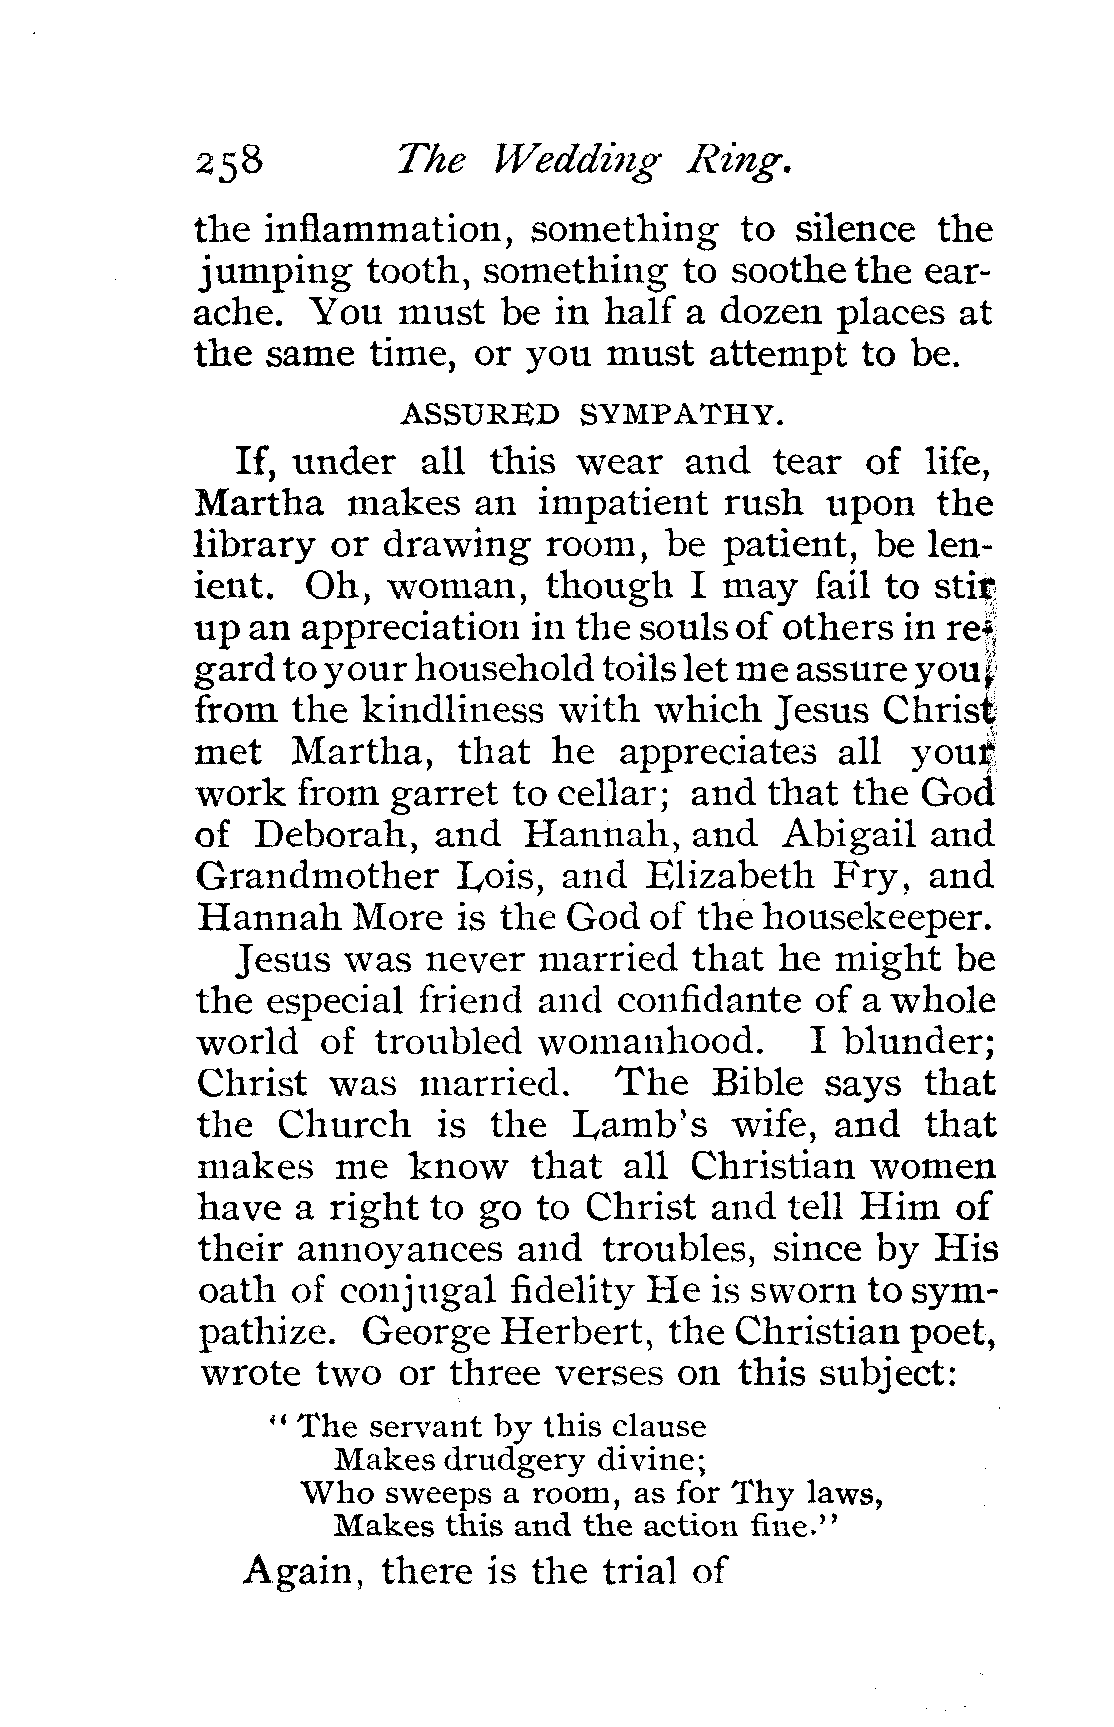 258 The Wedding Ring.
the inflammation, something to silence the
jumping tooth, something to soothe the ear-
ache. You must be in half a dozen places at
the same time, or you must attempt to be.
ASSURED SYMPATHY.
If, under all this wear and tear of life,
Martha makes an impatient rush upon the
library or drawing room, be patient, be len-
ient. Oh, woman, though I may fail to stir
up an appreciation in the souls of others in re-
gard to your household toils let me assure you,
from the kindliness with which Jesus Christ
met Martha, that he appreciates all your
work from garret to cellar; and that the God
of Deborah, and Hannah, and Abigail and
Grandmother Lois, and Elizabeth Fry, and
Hannah More is the God of the housekeeper.
Jesus was never married that he might be
the especial friend and confidante of a whole
world of troubled womanhood. I blunder;
Christ was married. The Bible says that
the Church is the Lamb's wife, and that
makes me know that all Christian women
have a right to go to Christ and tell Him of
their annoyances and troubles, since by His
oath of conjugal fidelity He is sworn to sym-
pathize. George Herbert, the Christian poet,
wrote two or three verses on this subject:
"The servant by this clause
Makes drudgery divine;
Who sweeps a room, as for Thy laws,
Makes this and the action fine."
Again, there is the trial of